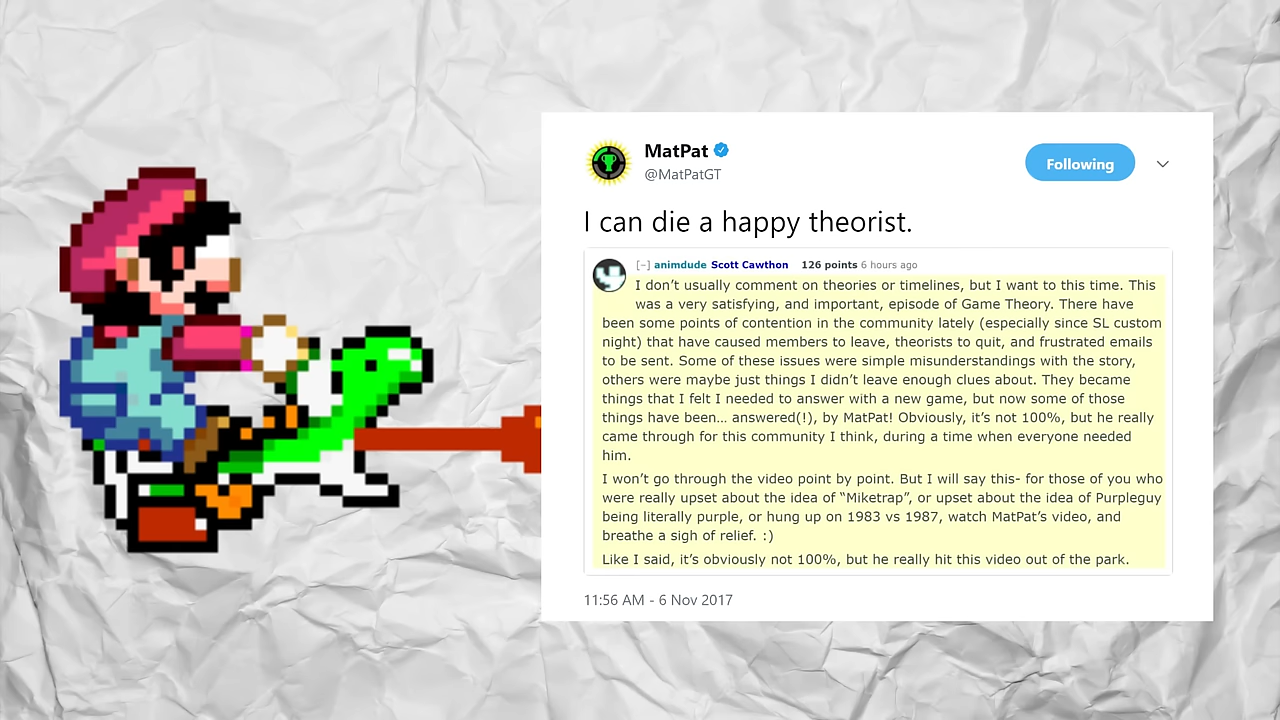 MatPat
@MatPatGT
Following
I can die a happy theorist.
[-] animdude Scott Cawthon 126 points 6 hours ago
I don't usually comment on theories or timelines, but I want to this time. This
was a very satisfying, and important, episode of Game Theory. There have
been some points of contention in the community lately (especially since SL custom
night) that have caused members to leave, theorists to quit, and frustrated emails
to be sent. Some of these issues were simple misunderstandings with the story,
others were maybe just things I didn't leave enough clues about. They became
things that I felt I needed to answer with a new game, but now some of those
things have been... answered(!), by MatPat! Obviously, it's not 100%, but he really
came through for this community I think, during a time when everyone needed
him.
I won't go through the video point by point. But I will say this- for those of you who
were really upset about the idea of “Miketrap”, or upset about the idea of Purpleguy
being literally purple, or hung up on 1983 vs 1987, watch MatPat's video, and
breathe a sigh of relief. :)
Like I said, it's obviously not 100%, but he really hit this video out of the park.
11:56 AM - 6 Nov 2017